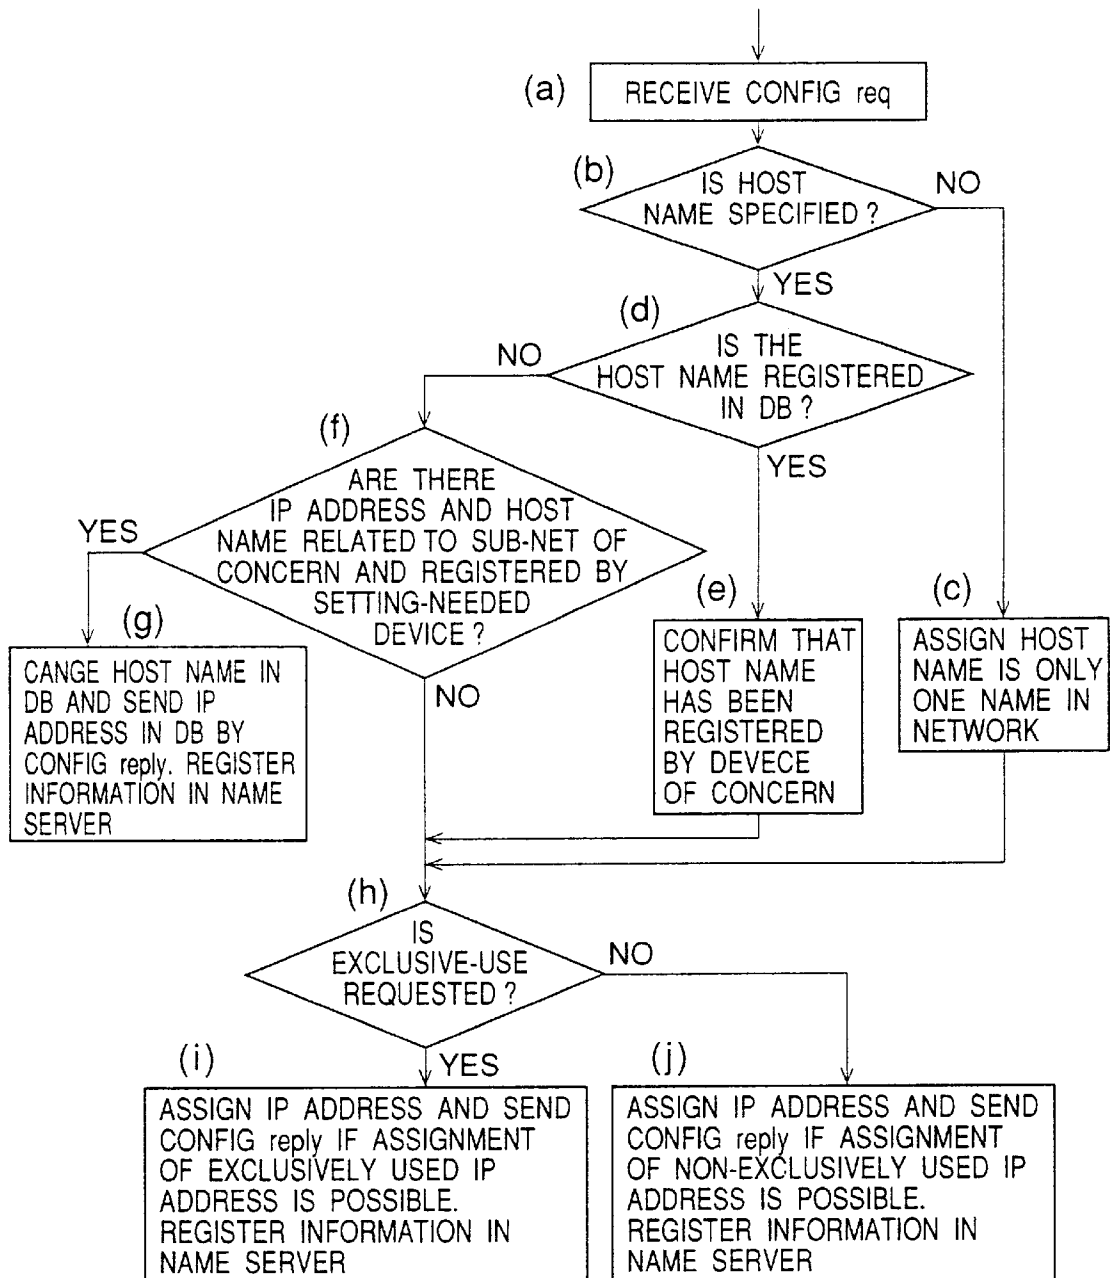 (a)
RECEIVE CONFIG req
(b)
IS HOST
NAME SPECIFIED?
NO
YES
(d)
IS THE
HOST NAME REGISTERED
IN DB?
NO
YES
(f)
ARE THERE
IP ADDRESS AND HOST
NAME RELATED TO SUB-NET OF
CONCERN AND REGISTERED BY
SETTING-NEEDED
DEVICE?
YES
NO
(g)
CANGE HOST NAME IN
DB AND SEND IP
ADDRESS IN DB BY
CONFIG reply. REGISTER
INFORMATION IN NAME
SERVER
(e)
CONFIRM THAT
HOST NAME
HAS BEEN
REGISTERED
BY DEVECE
OF CONCERN
(c)
ASSIGN HOST
NAME IS ONLY
ONE NAME IN
NETWORK
(h)
IS
EXCLUSIVE-USE
REQUESTED?
NO
YES
(i)
ASSIGN IP ADDRESS AND SEND
CONFIG reply IF ASSIGNMENT
OF EXCLUSIVELY USED IP
ADDRESS IS POSSIBLE.
REGISTER INFORMATION IN
NAME SERVER
(j)
ASSIGN IP ADDRESS AND SEND
CONFIG reply IF ASSIGNMENT
OF NON-EXCLUSIVELY USED IP
ADDRESS IS POSSIBLE.
REGISTER INFORMATION IN
NAME SERVER